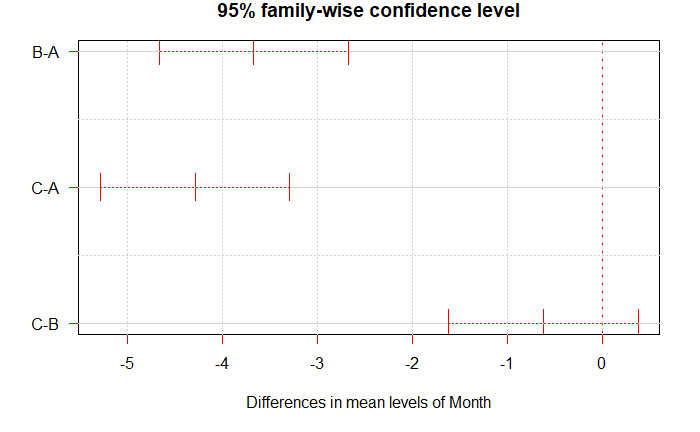 95% family-wise confidence level
B-A
C-A
C-B
-5 -4 -3 -2 -1 0
Differences in mean levels of Month